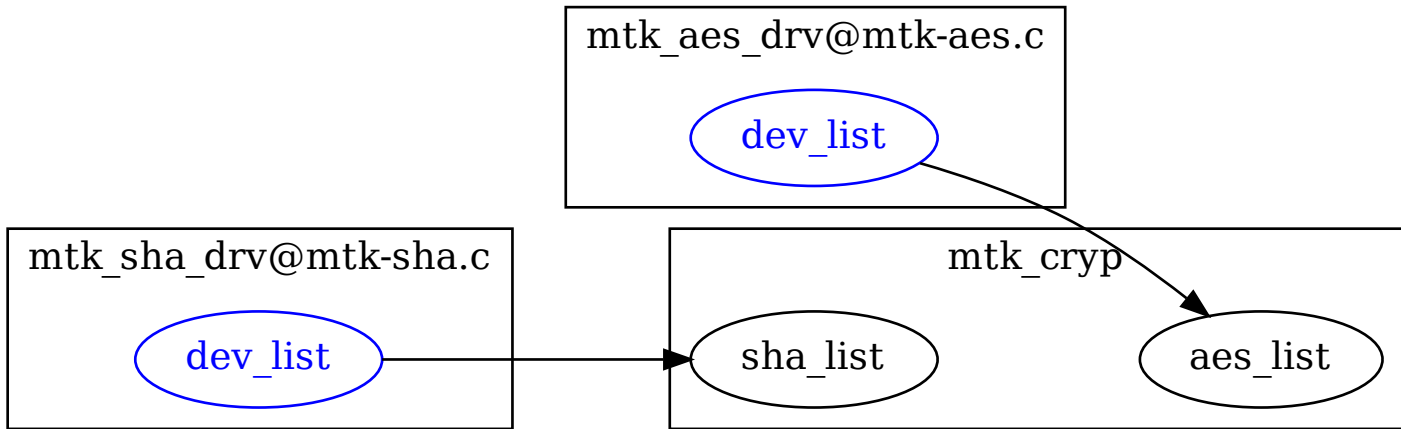 mtk_aes_drv@mtk-aes.c
dev_list
mtk_sha_drv@mtk-sha.c
dev_list
mtk_cryp
sha_list
aes_list